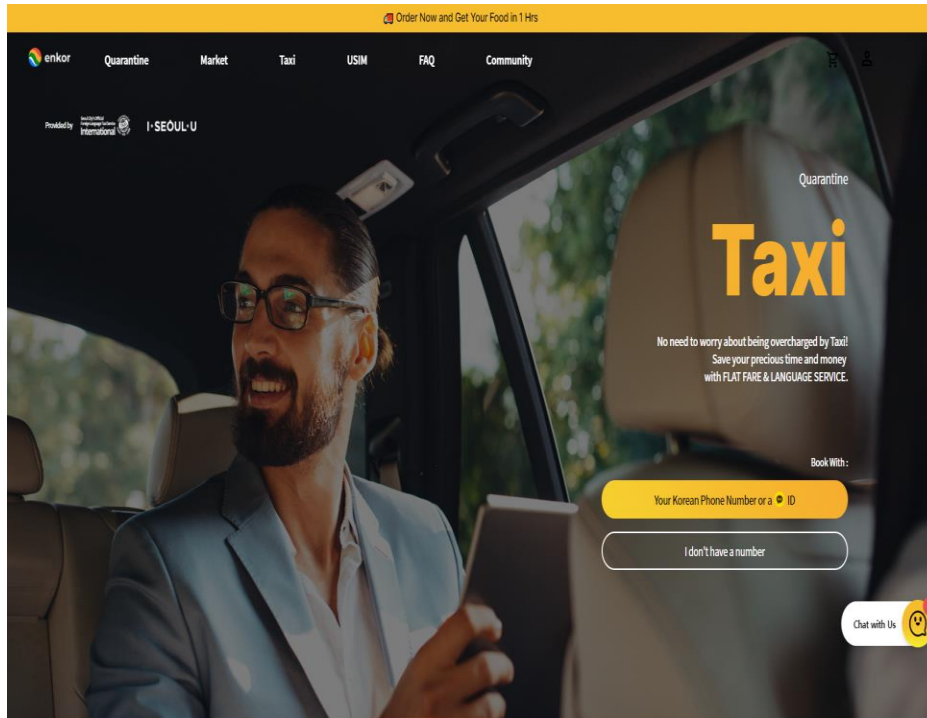 Order Now and Get Your Food in 1 Hrs
enkor
Quarantine
Market
Taxi
USIM
FAQ
Community
Provided by
International
I·SEOUL·U
Quarantine
Taxi
No need to worry about being overcharged by Taxi!
Save your precious time and money
with FLAT FARE & LANGUAGE SERVICE.
Book With :
Your Korean Phone Number or a ID
I don't have a number
Chat with Us